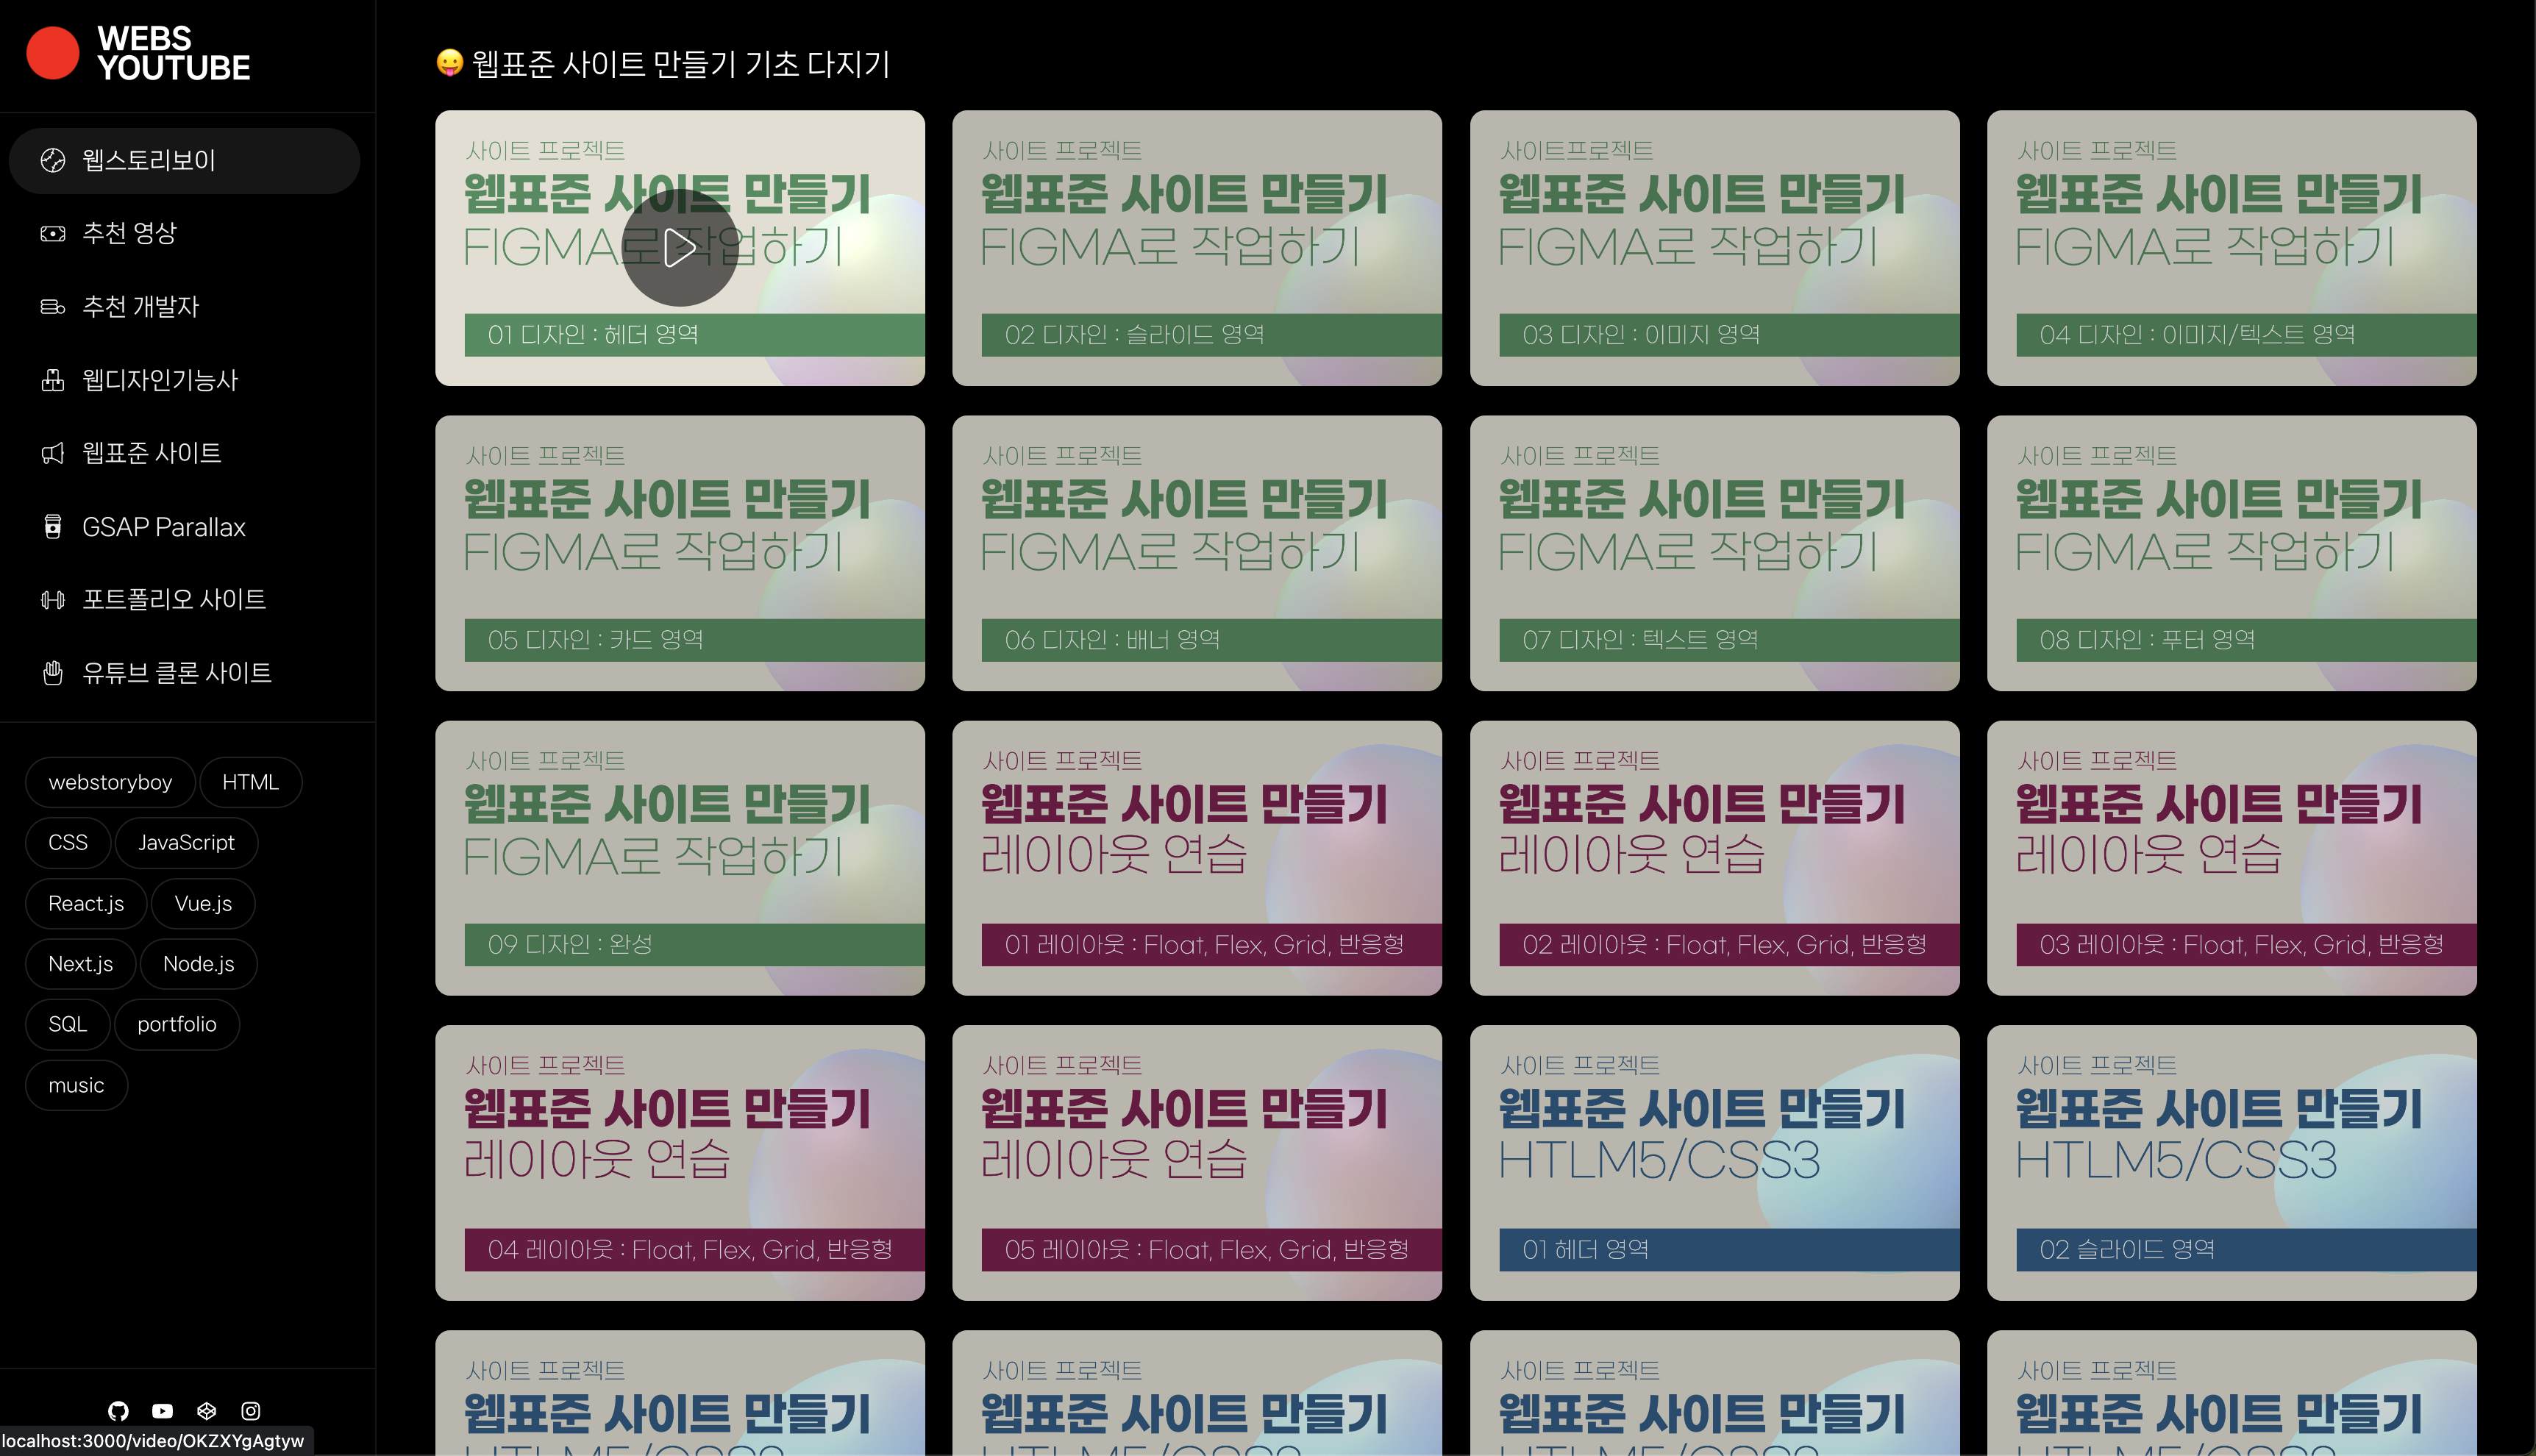 WEBS
YOUTUBE
웹스토리보이
추천 영상
추천 개발자
웹디자인기능사
웹표준 사이트
GSAP Parallax
포트폴리오 사이트
유튜브 클론 사이트
webstoryboy
HTML
CSS
JavaScript
React.js
Vue.js
Next.js
Node.js
SQL
portfolio
music
localhost:3000/video/OKZXYgAgtyw
😛 웹표준 사이트 만들기 기초 다지기
사이트 프로젝트
웹표준 사이트 만들기
FIGMA로 작업하기
01 디자인 : 헤더 영역
사이트 프로젝트
웹표준 사이트 만들기
FIGMA로 작업하기
02 디자인 : 슬라이드 영역
사이트프로젝트
웹표준 사이트 만들기
FIGMA로 작업하기
03 디자인 : 이미지 영역
사이트 프로젝트
웹표준 사이트 만들기
FIGMA로 작업하기
04 디자인 : 이미지/텍스트 영역
사이트 프로젝트
웹표준 사이트 만들기
FIGMA로 작업하기
05 디자인 : 카드 영역
사이트 프로젝트
웹표준 사이트 만들기
FIGMA로 작업하기
06 디자인 : 배너 영역
사이트 프로젝트
웹표준 사이트 만들기
FIGMA로 작업하기
07 디자인 : 텍스트 영역
사이트 프로젝트
웹표준 사이트 만들기
FIGMA로 작업하기
08 디자인 : 푸터 영역
사이트 프로젝트
웹표준 사이트 만들기
FIGMA로 작업하기
09 디자인 : 완성
사이트 프로젝트
웹표준 사이트 만들기
레이아웃 연습
01 레이아웃 : Float, Flex, Grid, 반응형
사이트 프로젝트
웹표준 사이트 만들기
레이아웃 연습
02 레이아웃 : Float, Flex, Grid, 반응형
사이트 프로젝트
웹표준 사이트 만들기
레이아웃 연습
03 레이아웃 : Float, Flex, Grid, 반응형
사이트 프로젝트
웹표준 사이트 만들기
레이아웃 연습
04 레이아웃 : Float, Flex, Grid, 반응형
사이트 프로젝트
웹표준 사이트 만들기
레이아웃 연습
05 레이아웃 : Float, Flex, Grid, 반응형
사이트 프로젝트
웹표준 사이트 만들기
HTLM5/CSS3
01 헤더 영역
사이트 프로젝트
웹표준 사이트 만들기
HTLM5/CSS3
02 슬라이드 영역
사이트 프로젝트
웹표준 사이트 만들기
사이트 프로젝트
웹표준 사이트 만들기
사이트 프로젝트
웹표준 사이트 만들기
사이트 프로젝트
웹표준 사이트 만들기